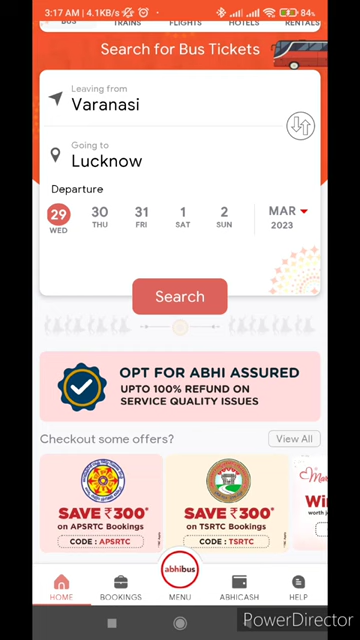 3:17 AM | 4.1KB/s
84%
BUS TRAINS FLIGHTS HOTELS RENTALS
Search for Bus Tickets
Leaving from
Varanasi
Going to
Lucknow
Departure
29 30 31 1 2 MAR
WED THU FRI SAT SUN 2023
Search
OPT FOR ABHI ASSURED
UPTO 100% REFUND ON
SERVICE QUALITY ISSUES
Checkout some offers?
View All
SAVE ₹300*
on APSRTC Bookings
CODE : APSRTC
SAVE ₹300*
on TSRTC Bookings
CODE : TSRTC
abhibus
HOME BOOKINGS MENU ABHICASH HELP
PowerDirector